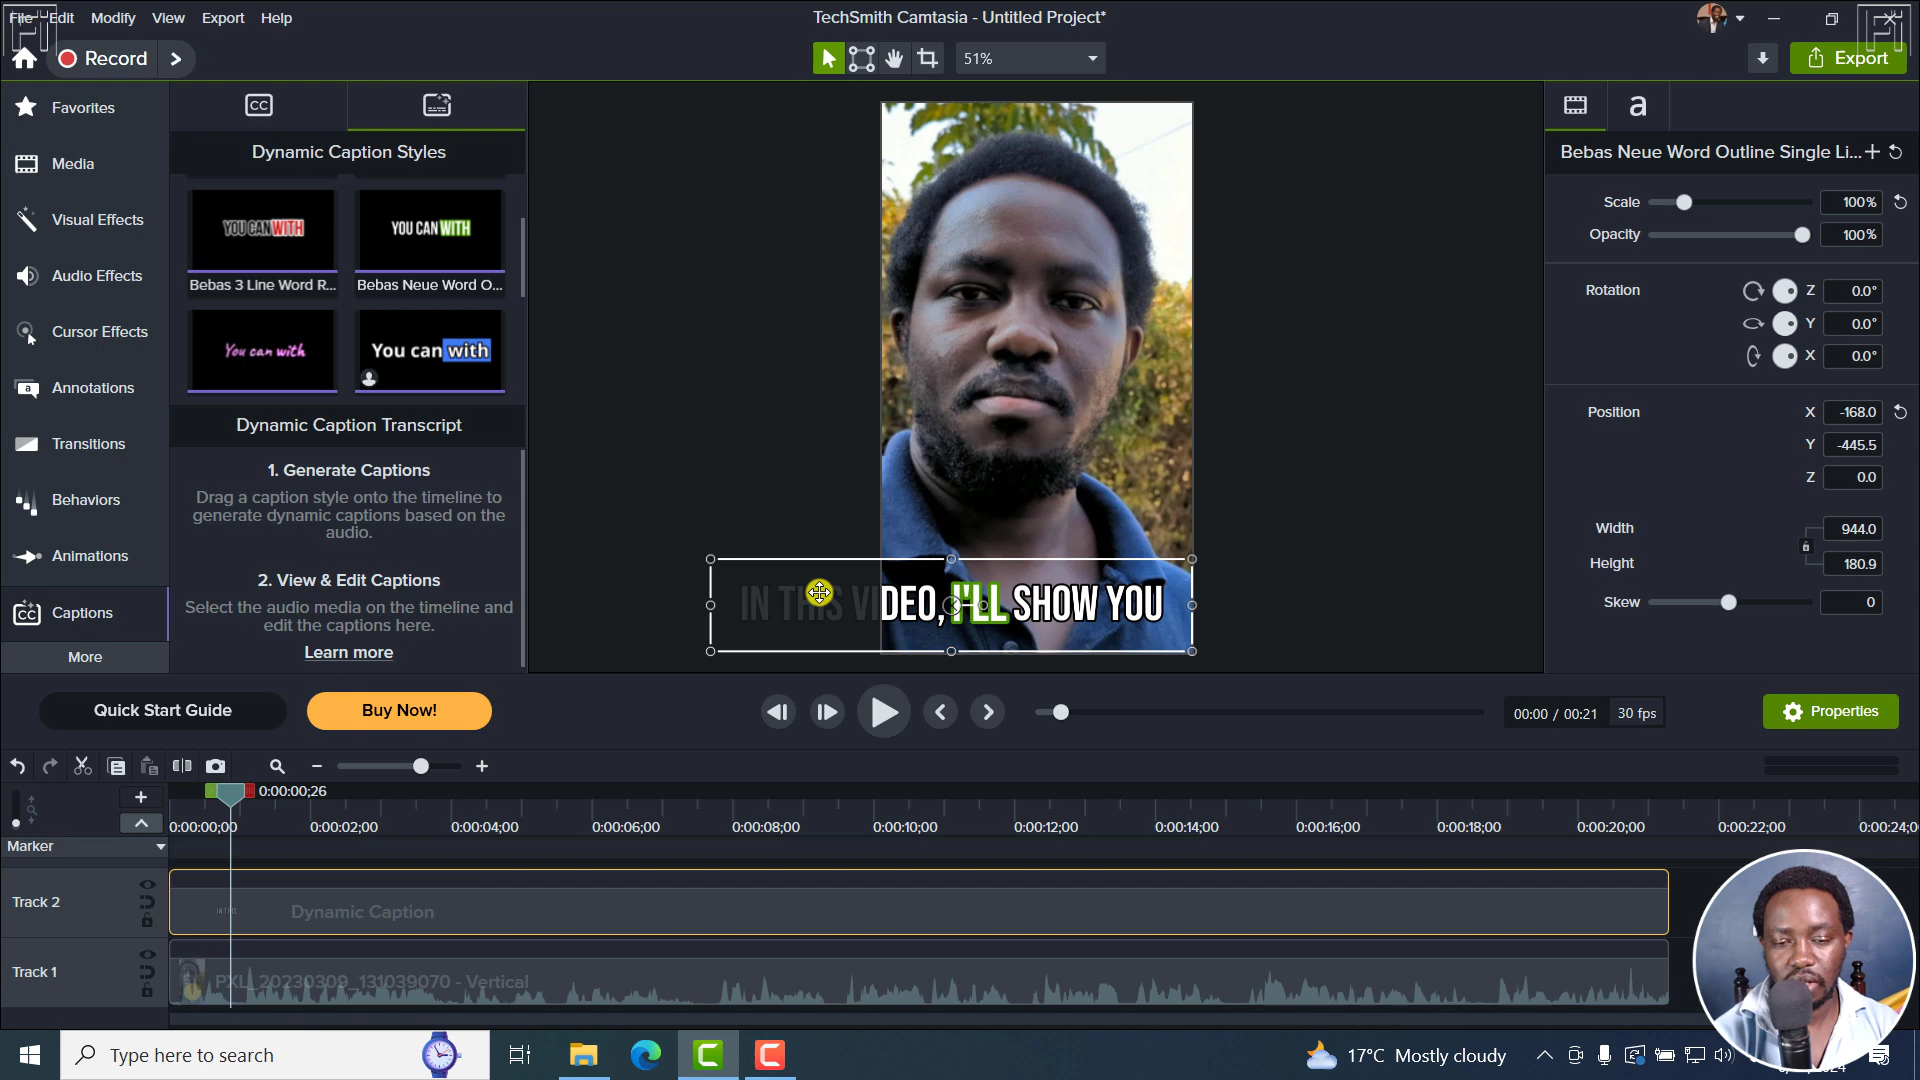 File Edit Modify View Export Help
TechSmith Camtasia - Untitled Project*
Record
51%
Export
Favorites
Media
Visual Effects
Audio Effects
Cursor Effects
Annotations
Transitions
Behaviors
Animations
Captions
More
CC
Dynamic Caption Styles
YOU CAN WITH
YOU CAN WITH
Bebas 3 Line Word R...
Bebas Neue Word O...
You can with
You can with
Dynamic Caption Transcript
1. Generate Captions
Drag a caption style onto the timeline to
generate dynamic captions based on the
audio.
2. View & Edit Captions
Select the audio media on the timeline and
edit the captions here.
Learn more
IN THIS VIDEO, I'LL SHOW YOU
a
Bebas Neue Word Outline Single Li...
Scale 100%
Opacity 100%
Rotation Z 0.0°
Y 0.0°
X 0.0°
Position X -168.0
Y -445.5
Z 0.0
Width 944.0
Height 180.9
Skew 0
Quick Start Guide
Buy Now!
00:00 / 00:21 30 fps
Properties
0:00:00;26
0:00:00;00 0:00:02;00 0:00:04;00 0:00:06;00 0:00:08;00 0:00:10;00 0:00:12;00 0:00:14;00 0:00:16;00 0:00:18;00 0:00:20;00 0:00:22;00 0:00:24;0
Marker
Track 2
Dynamic Caption
Track 1
PXL_20230309_131039070 - Vertical
Type here to search
17°C Mostly cloudy